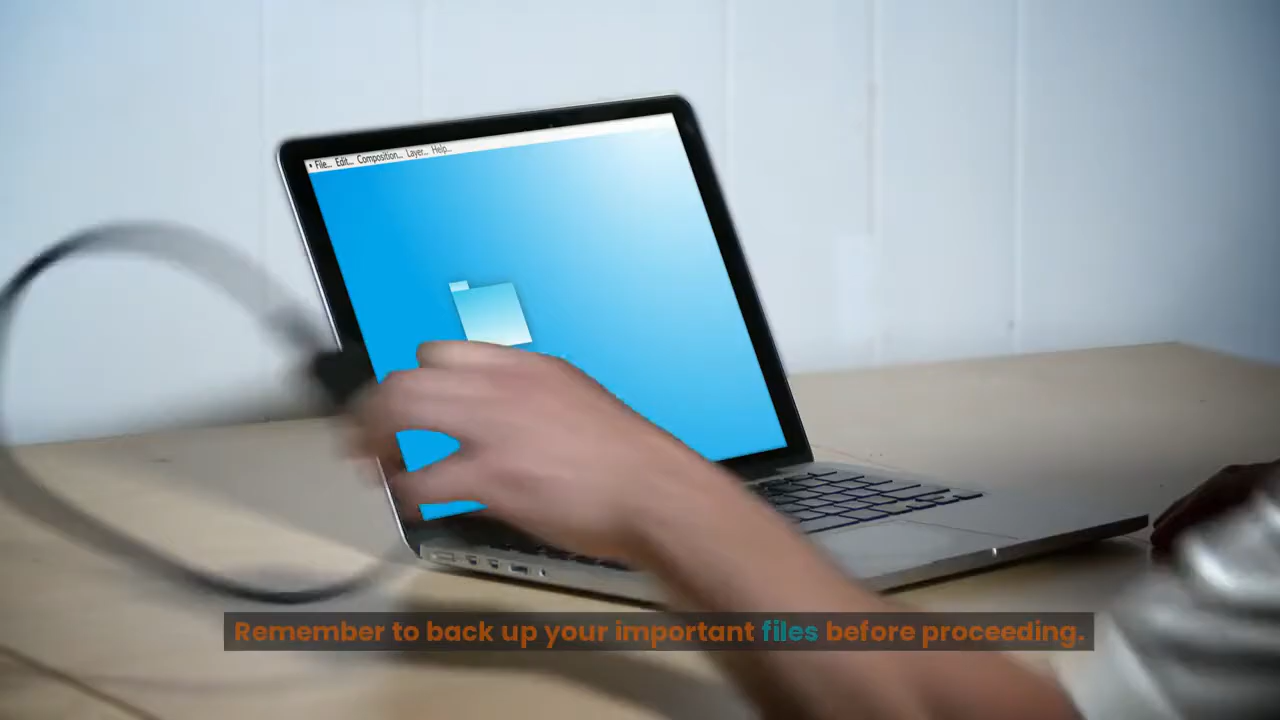 • File... Edit... Composition... Layer... Help...
Remember to back up your important files before proceeding.